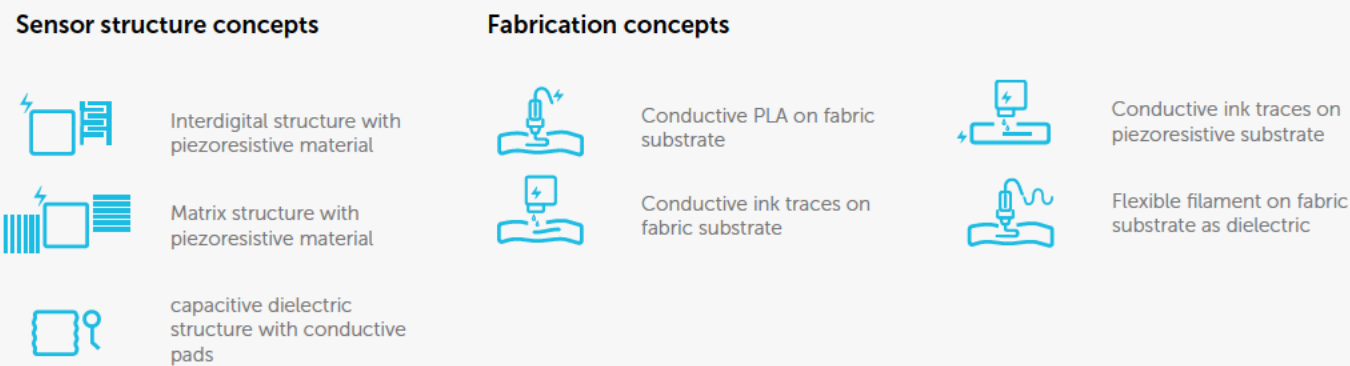 Sensor structure concepts
Interdigital structure with
piezoresistive material
Matrix structure with
piezoresistive material
capacitive dielectric
structure with conductive
pads
Fabrication concepts
Conductive PLA on fabric
substrate
Conductive ink traces on
fabric substrate
Conductive ink traces on
piezoresistive substrate
Flexible filament on fabric
substrate as dielectric